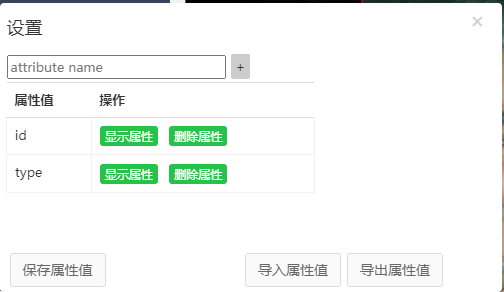 设置
×
attribute name +
属性值 操作
id 显示属性 删除属性
type 显示属性 删除属性
保存属性值 导入属性值 导出属性值